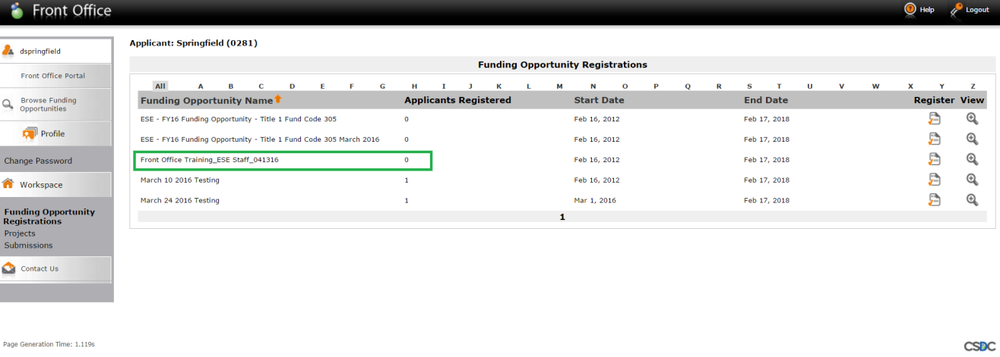 Front Office
Help
Logout
dspringfield
Front Office Portal
Browse Funding
Opportunities
Profile
Change Password
Workspace
Funding Opportunity
Registrations
Projects
Submissions
Contact Us
Applicant: Springfield (0281)
Funding Opportunity Registrations
All A B C D E F G H I J K L M N O P Q R S T U V W X Y Z
Funding Opportunity Name Applicants Registered Start Date End Date Register View
ESE - FY16 Funding Opportunity - Title 1 Fund Code 305 0 Feb 16, 2012 Feb 17, 2018
ESE - FY16 Funding Opportunity - Title 1 Fund Code 305 March 2016 0 Feb 16, 2012 Feb 17, 2018
Front Office Training_ESE Staff_041316 0 Feb 16, 2012 Feb 17, 2018
March 10 2016 Testing 1 Feb 16, 2012 Feb 17, 2018
March 24 2016 Testing 1 Mar 1, 2016 Feb 17, 2018
1
Page Generation Time: 1.119s
CSDC